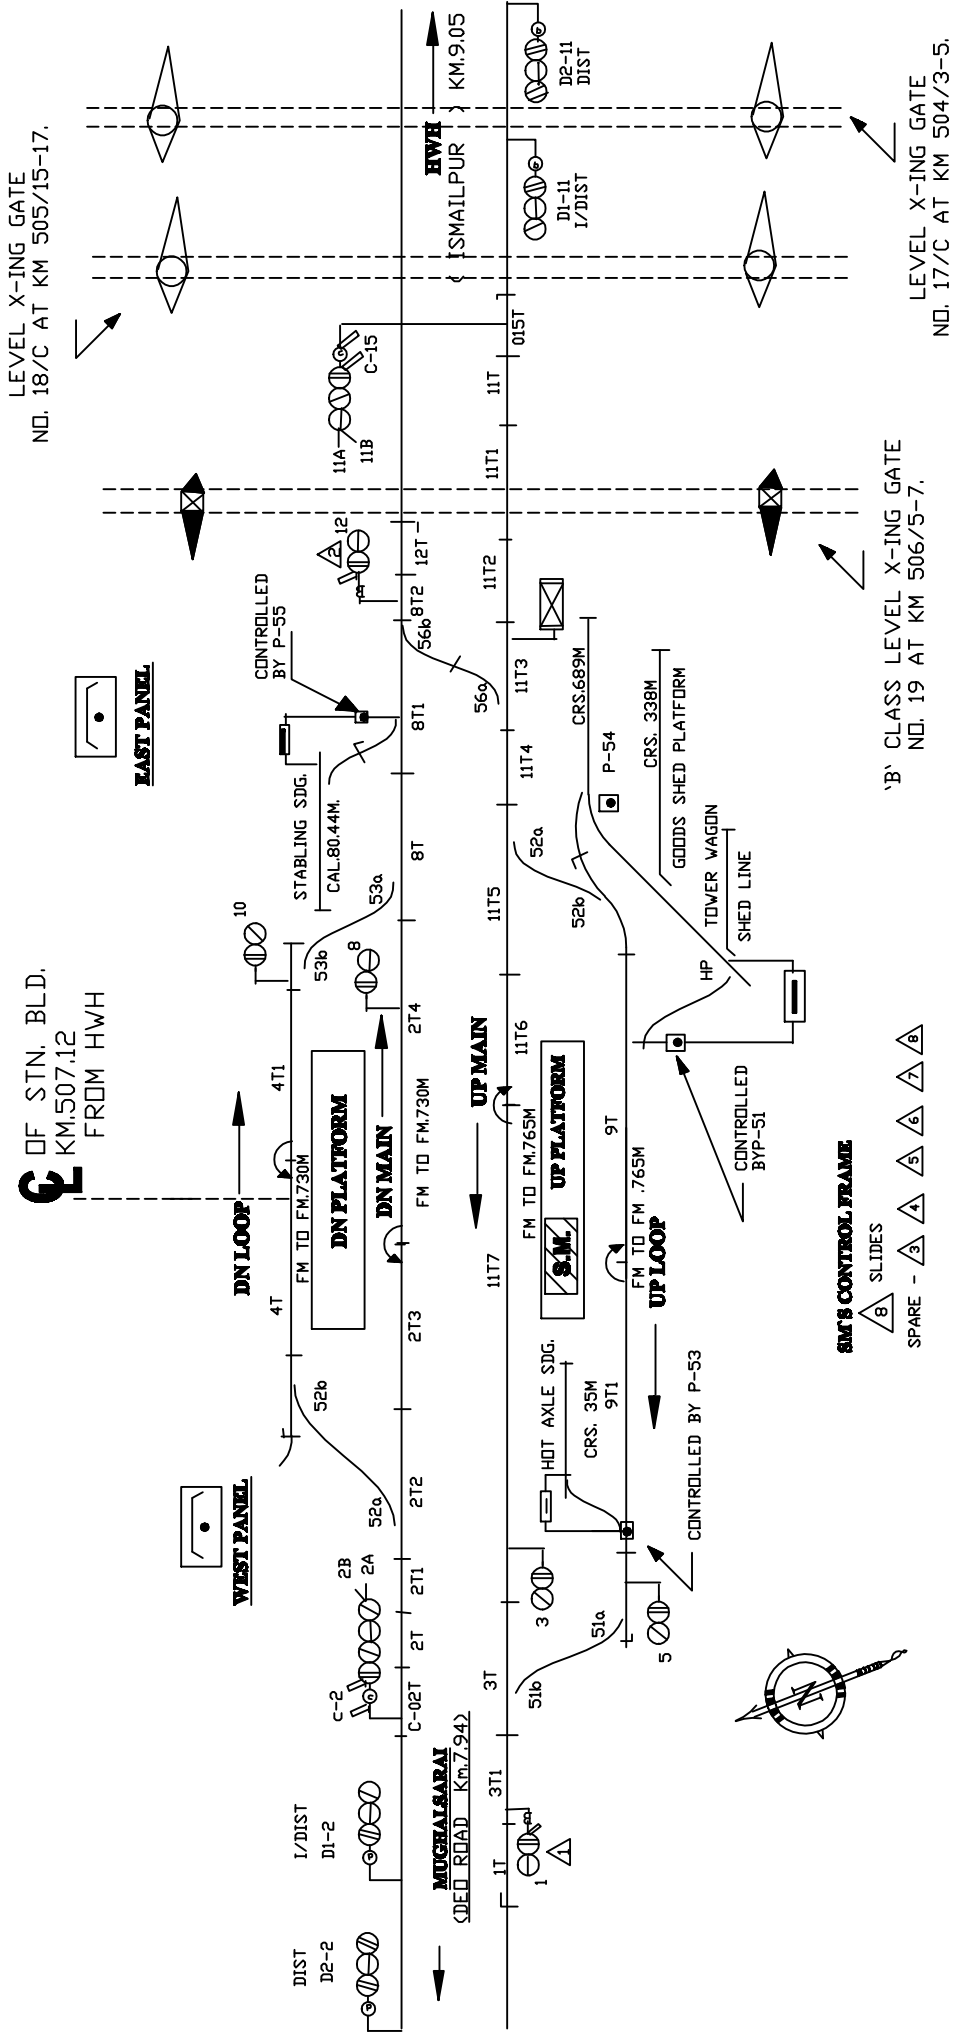 LEVEL X-ING GATE
NO. 18/C AT KM 505/15-17.
HWH
( ISMAILPUR ) KM.9.05
D2-11
DIST
D1-11
I/DIST
LEVEL X-ING GATE
NO. 17/C AT KM 504/3-5.
C-15
11A
11B
015T
11T
11T1
12
2
12T
8T2
11T2
'B' CLASS LEVEL X-ING GATE
NO. 19 AT KM 506/5-7.
EAST PANEL
CONTROLLED
BY P-55
56b
56a
8T1
11T3
11T4
CRS.689M
P-54
CRS. 338M
GOODS SHED PLATFORM
STABLING SDG.
CAL.80.44M.
8T
53a
53b
52a
52b
11T5
TOWER WAGON
SHED LINE
HP
10
8
CL OF STN. BLD.
KM.507.12
FROM HWH
4T1
2T4
11T6
9T
DN LOOP
FM TO FM.730M
DN PLATFORM
DN MAIN
FM TO FM.730M
UP MAIN
FM TO FM.765M
UP PLATFORM
S.M.
FM TO FM .765M
UP LOOP
CONTROLLED
BYP-51
4T
2T3
11T7
SM'S CONTROL FRAME
8 SLIDES
SPARE - 3 4 5 6 7 8
WEST PANEL
52b
52a
2T2
HOT AXLE SDG.
CRS. 35M
9T1
CONTROLLED BY P-53
2B
2A
2T1
2T
C-2
C-02T
3
5
51a
51b
3T
3T1
1T
1
1
N
MUGHALSARAI
(DEO ROAD Km.7.94)
I/DIST
D1-2
DIST
D2-2